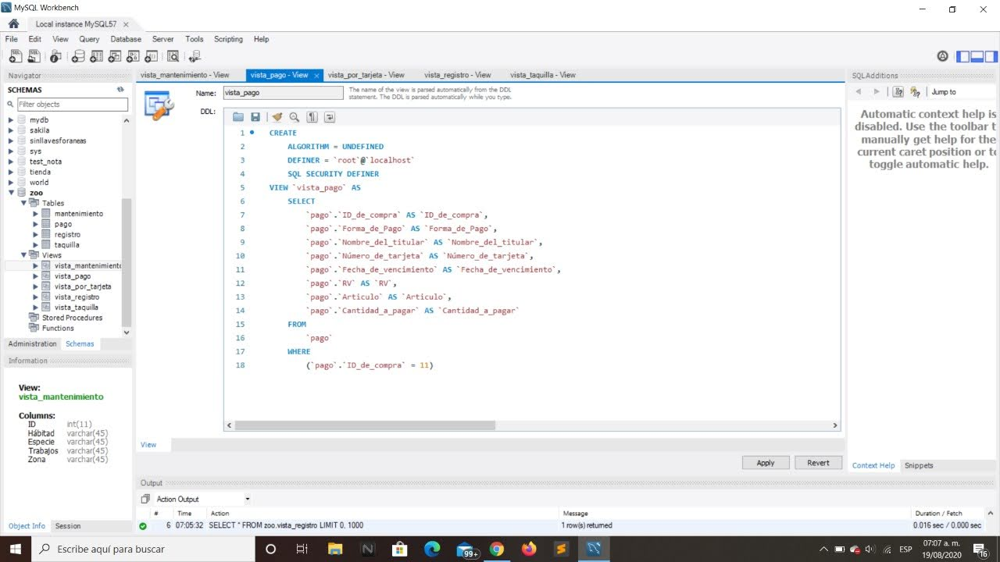 MySQL Workbench
Local instance MySQL57
File Edit View Query Database Server Tools Scripting Help
Navigator
SCHEMAS
Filter objects
mydb
sakila
sinllavesforaneas
sys
test_nota
tienda
world
zoo
Tables
mantenimiento
pago
registro
taquilla
Views
vista_mantenimiento
vista_pago
vista_por_tarjeta
vista_registro
vista_taquilla
Stored Procedures
Functions
Administration Schemas
Information
View:
vista_mantenimiento
Columns:
ID int(11)
Hábitad varchar(45)
Especie varchar(45)
Trabajos varchar(45)
Zona varchar(45)
Object Info Session
vista_mantenimiento - View vista_pago - View vista_por_tarjeta - View vista_registro - View vista_taquilla - View
Name: vista_pago
The name of the view is parsed automatically from the DDL
statement. The DDL is parsed automatically while you type.
DDL:
1 CREATE
2 ALGORITHM = UNDEFINED
3 DEFINER = `root`@`localhost`
4 SQL SECURITY DEFINER
5 VIEW `vista_pago` AS
6 SELECT
7 `pago`.`ID_de_compra` AS `ID_de_compra`,
8 `pago`.`Forma_de_Pago` AS `Forma_de_Pago`,
9 `pago`.`Nombre_del_titular` AS `Nombre_del_titular`,
10 `pago`.`Número_de_tarjeta` AS `Número_de_tarjeta`,
11 `pago`.`Fecha_de_vencimiento` AS `Fecha_de_vencimiento`,
12 `pago`.`RV` AS `RV`,
13 `pago`.`Articulo` AS `Articulo`,
14 `pago`.`Cantidad_a_pagar` AS `Cantidad_a_pagar`
15 FROM
16 `pago`
17 WHERE
18 (`pago`.`ID_de_compra` = 11)
View
Apply Revert
SQLAdditions
Jump to
Automatic context help is
disabled. Use the toolbar t
manually get help for the
current caret position or to
toggle automatic help.
Context Help Snippets
Output
Action Output
# Time Action Message Duration / Fetch
6 07:05:32 SELECT * FROM zoo.vista_registro LIMIT 0, 1000 1 row(s) returned 0.016 sec / 0.000 sec
Escribe aquí para buscar
99+
ESP
07:07 a. m.
19/08/2020
16